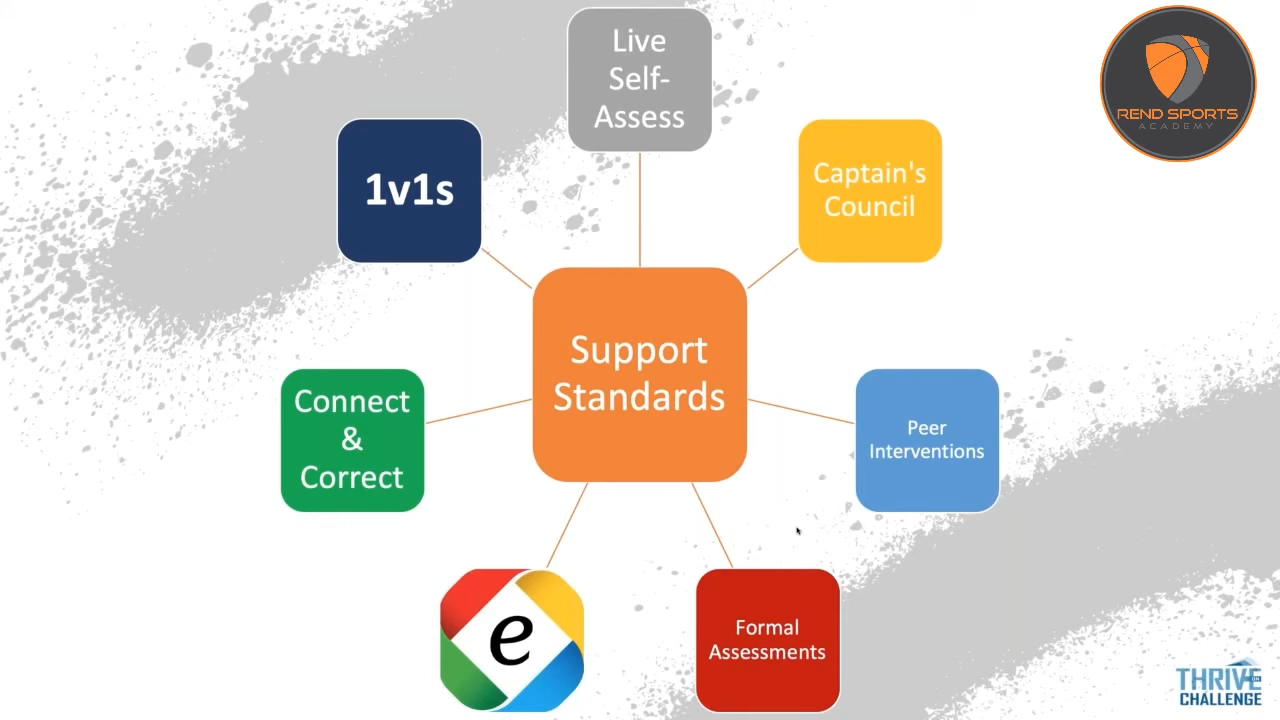 Live
Self-
Assess
REND SPORTS
ACADEMY
1v1s
Captain's
Council
Support
Standards
Connect
&
Correct
Peer
Interventions
e
Formal
Assessments
THRIVE
ON
CHALLENGE